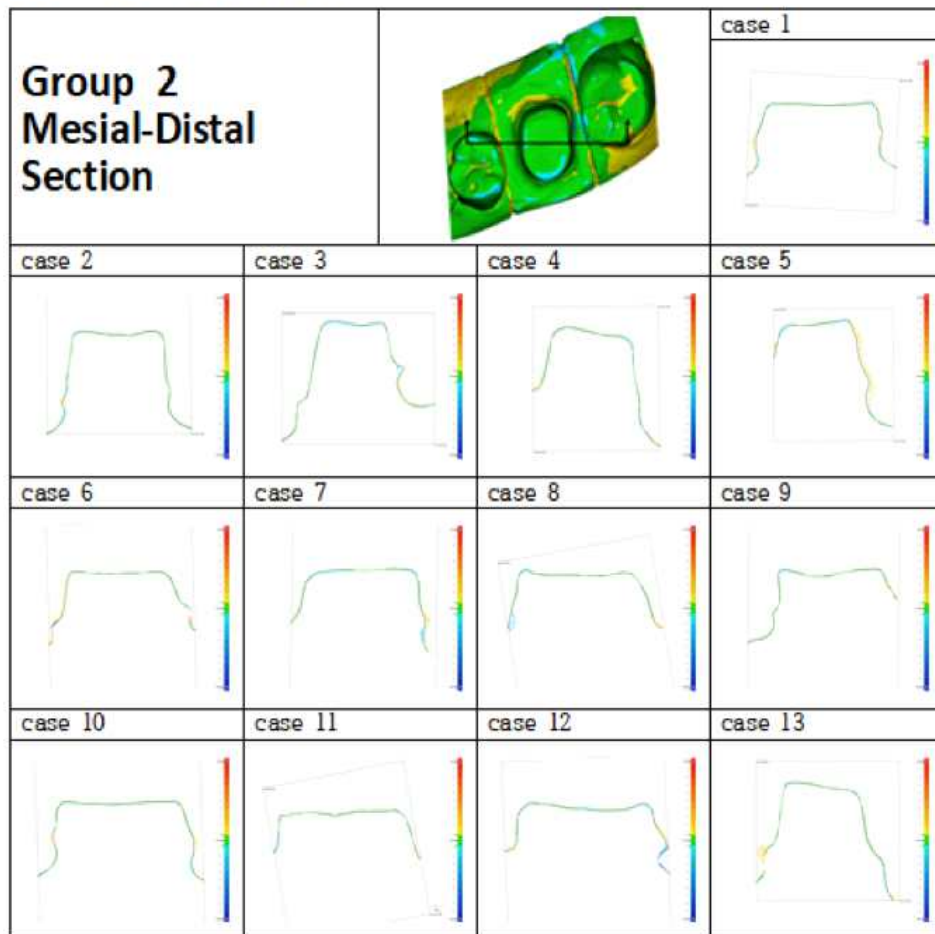 Group 2
Mesial-Distal
Section
case 1
case 2
case 3
case 4
case 5
case 6
case 7
case 8
case 9
case 10
case 11
case 12
case 13